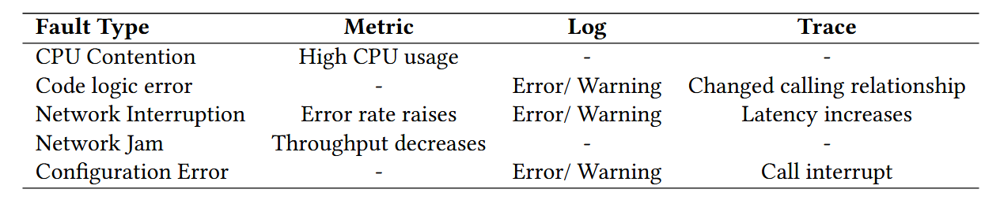 Fault Type Metric Log Trace
CPU Contention High CPU usage - -
Code logic error - Error/ Warning Changed calling relationship
Network Interruption Error rate raises Error/ Warning Latency increases
Network Jam Throughput decreases - -
Configuration Error - Error/ Warning Call interrupt